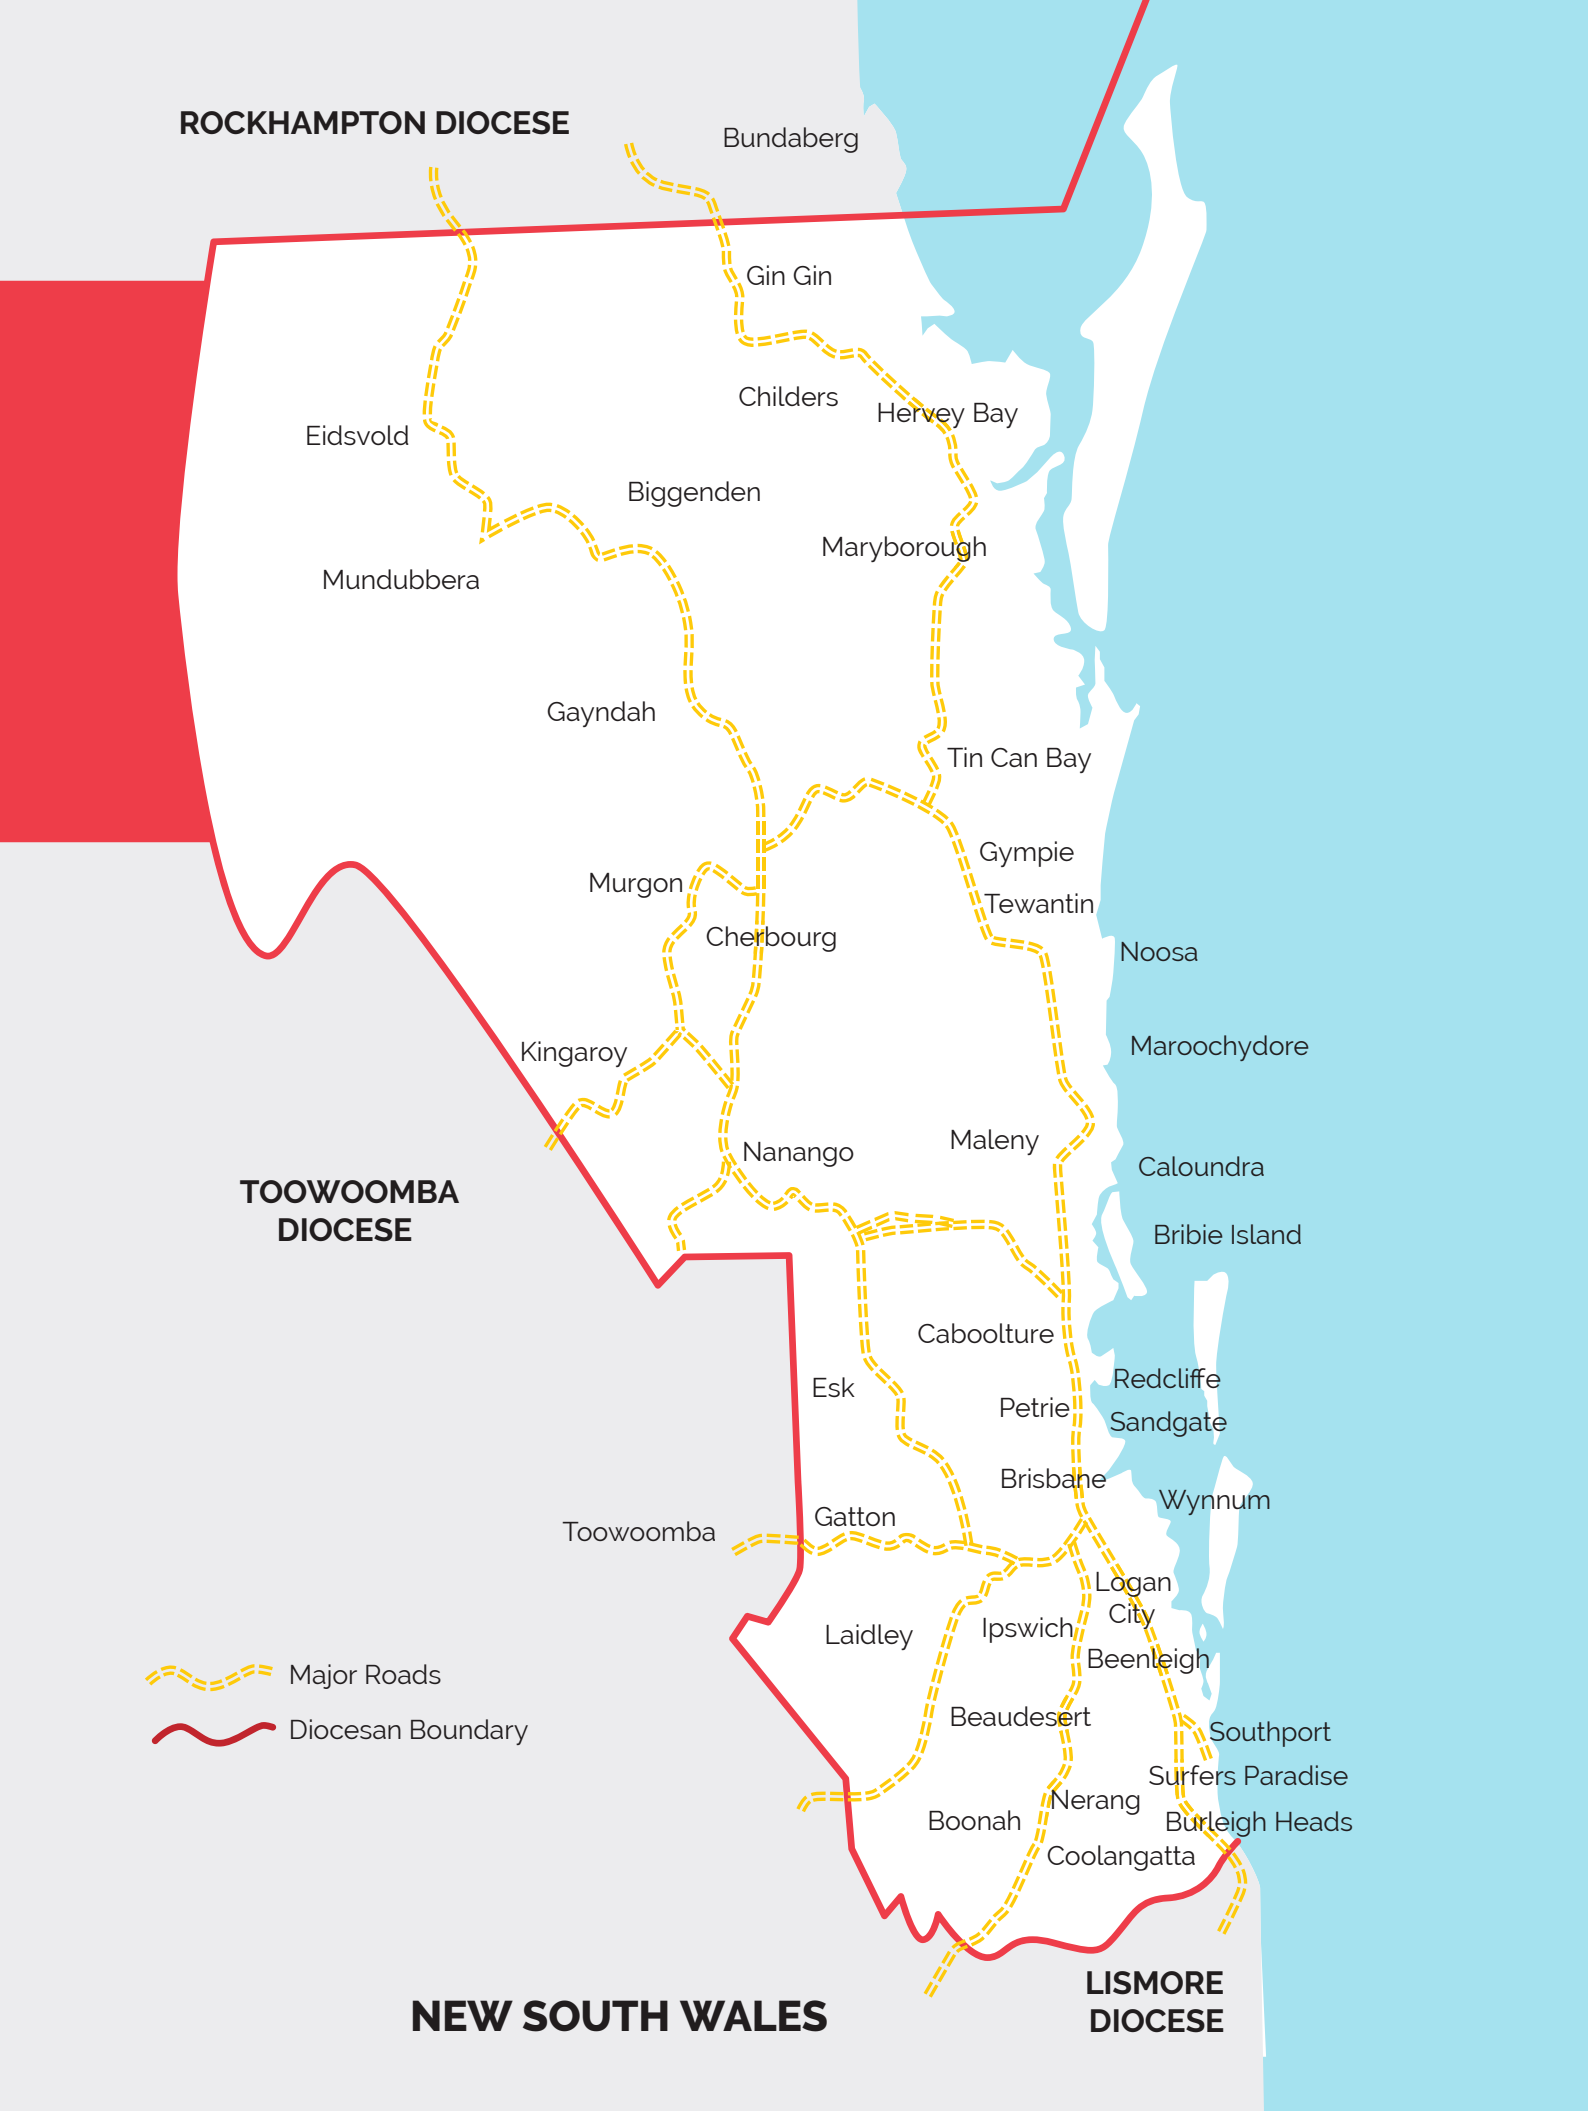 ROCKHAMPTON DIOCESE
Bundaberg
Gin Gin
Childers
Hervey Bay
Eidsvold
Biggenden
Maryborough
Mundubbera
Gayndah
Tin Can Bay
Gympie
Murgon
Tewantin
Cherbourg
Noosa
Maroochydore
Kingaroy
Maleny
Nanango
Caloundra
TOOWOOMBA
DIOCESE
Bribie Island
Caboolture
Redcliffe
Esk
Petrie
Sandgate
Brisbane
Wynnum
Gatton
Toowoomba
Logan
City
Ipswich
Laidley
Beenleigh
Major Roads
Beaudesert
Diocesan Boundary
Southport
Surfers Paradise
Nerang
Boonah
Burleigh Heads
Coolangatta
LISMORE
DIOCESE
NEW SOUTH WALES